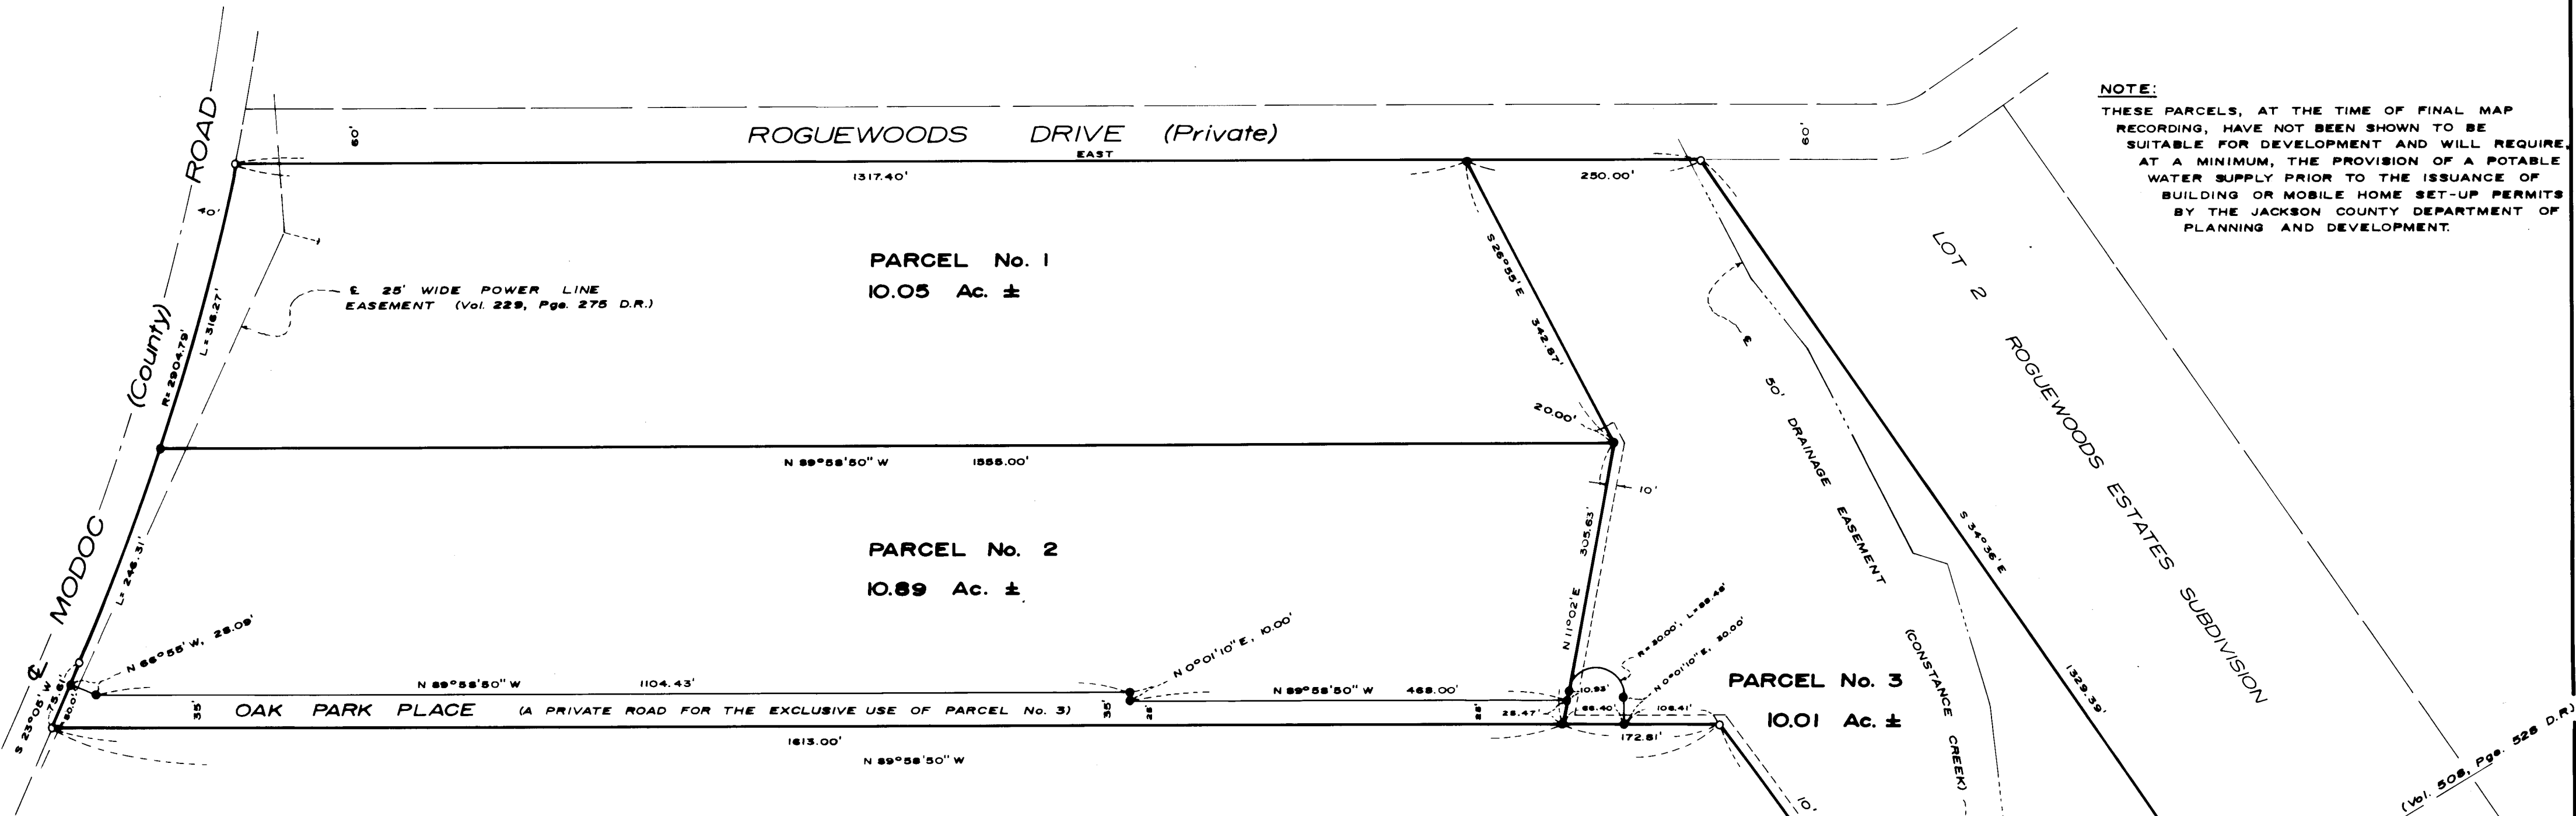 NOTE:
THESE PARCELS, AT THE TIME OF FINAL MAP
RECORDING, HAVE NOT BEEN SHOWN TO BE
SUITABLE FOR DEVELOPMENT AND WILL REQUIRE,
AT A MINIMUM, THE PROVISION OF A POTABLE
WATER SUPPLY PRIOR TO THE ISSUANCE OF
BUILDING OR MOBILE HOME SET-UP PERMITS
BY THE JACKSON COUNTY DEPARTMENT OF
PLANNING AND DEVELOPMENT.
60'
ROGUEWOODS DRIVE (Private)
EAST
1317.40'
250.00'
60'
℄ MODOC (County) ROAD
40'
R= 2904.79'
L= 316.27'
L= 246.31'
℄ 25' WIDE POWER LINE
EASEMENT (Vol. 229, Pge. 275 D.R.)
PARCEL No. 1
10.05 Ac. ±
S 26°55' E 342.87'
20.00'
N 89°58'50" W 1555.00'
10'
305.63'
N 11°02' E
PARCEL No. 2
10.89 Ac. ±
℄ 50' DRAINAGE EASEMENT (CONSTANCE CREEK)
LOT 2 ROGUEWOODS ESTATES SUBDIVISION
S 34°36' E
1329.39'
N 66°55' W, 28.09'
S 23°05' W
N 89°58'50" W 1104.43'
N 0°01'10" E, 10.00'
N 89°58'50" W 468.00'
10.93'
N 0°01'10" E, 30.00'
35'
OAK PARK PLACE (A PRIVATE ROAD FOR THE EXCLUSIVE USE OF PARCEL No. 3)
35'
25'
25'
66.40'
106.41'
172.81'
1613.00'
N 89°58'50" W
PARCEL No. 3
10.01 Ac. ±
10'
(Vol. 508, Pge. 528 D.R.)